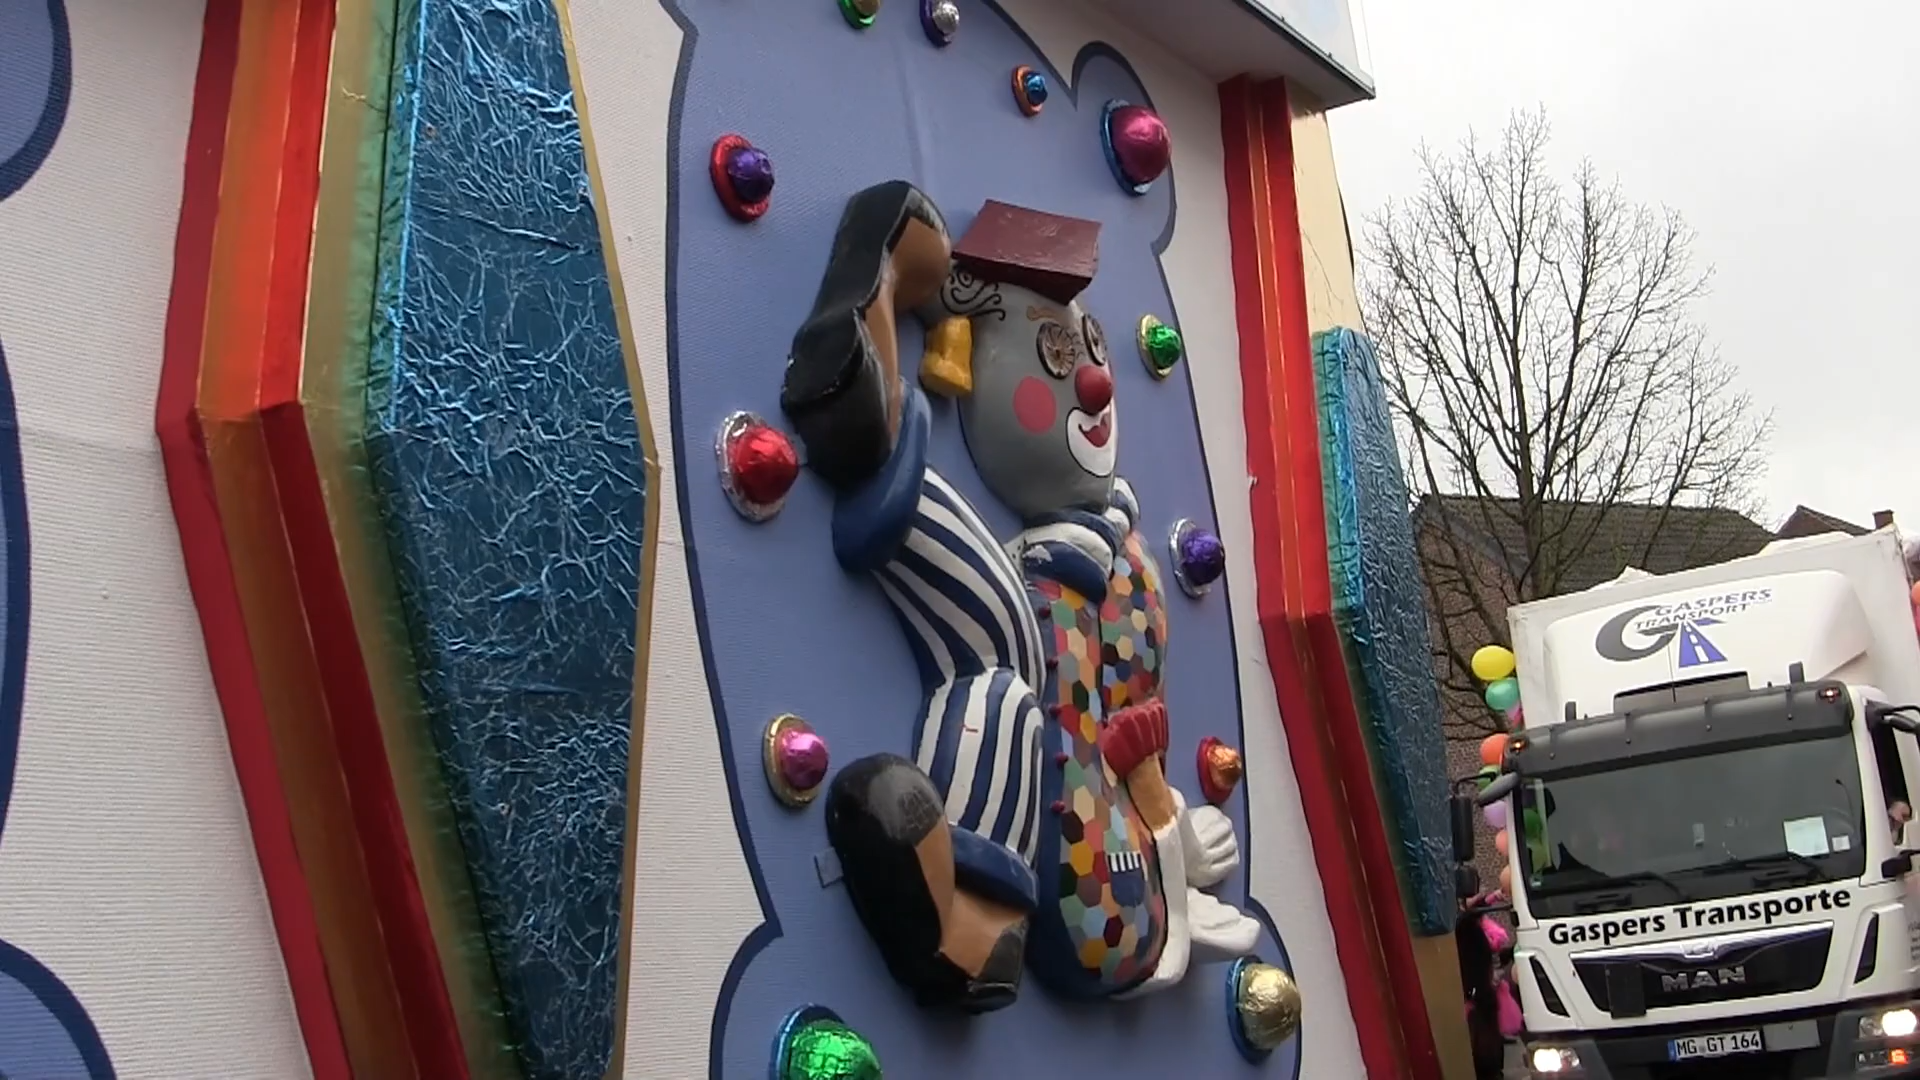 GASPERS
TRANSPORT
Gaspers Transporte
MAN
MG GT 164